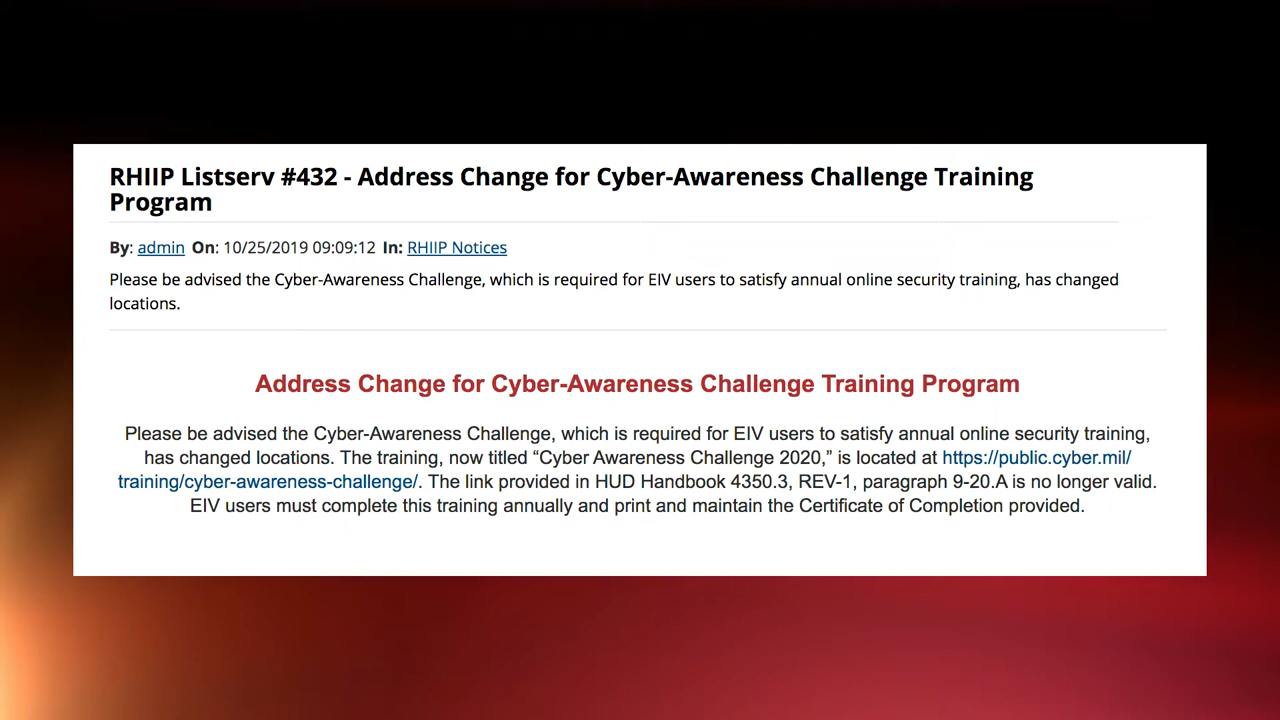 RHIIP Listserv #432 - Address Change for Cyber-Awareness Challenge Training
Program
By: admin On: 10/25/2019 09:09:12 In: RHIIP Notices
Please be advised the Cyber-Awareness Challenge, which is required for EIV users to satisfy annual online security training, has changed
locations.
Address Change for Cyber-Awareness Challenge Training Program
Please be advised the Cyber-Awareness Challenge, which is required for EIV users to satisfy annual online security training,
has changed locations. The training, now titled “Cyber Awareness Challenge 2020,” is located at https://public.cyber.mil/
training/cyber-awareness-challenge/. The link provided in HUD Handbook 4350.3, REV-1, paragraph 9-20.A is no longer valid.
EIV users must complete this training annually and print and maintain the Certificate of Completion provided.